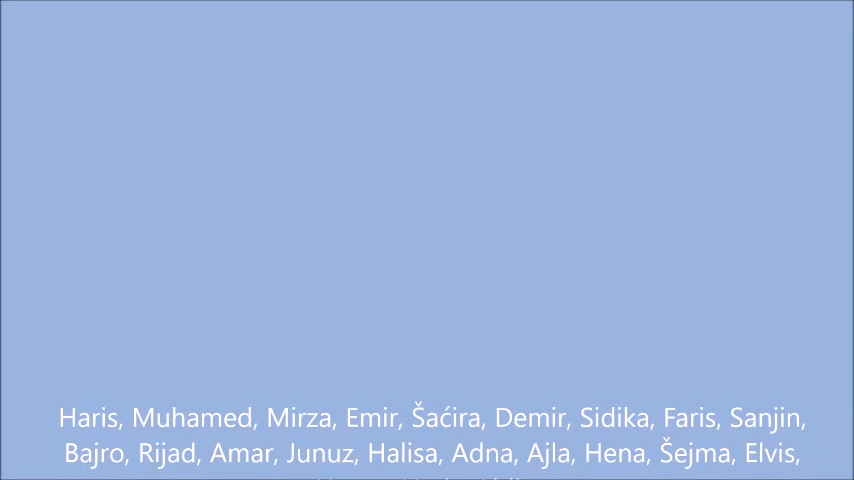 Haris, Muhamed, Mirza, Emir, Šaćira, Demir, Sidika, Faris, Sanjin,
Bajro, Rijad, Amar, Junuz, Halisa, Adna, Ajla, Hena, Šejma, Elvis,